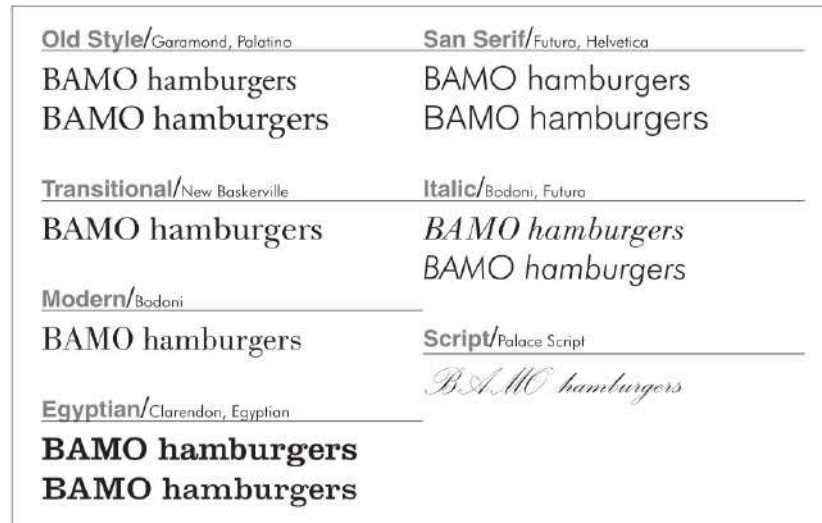 Old Style/Garamond, Palatino
BAMO hamburgers
BAMO hamburgers
Transitional/New Baskerville
BAMO hamburgers
Modern/Bodoni
BAMO hamburgers
Egyptian/Clarendon, Egyptian
BAMO hamburgers
BAMO hamburgers
San Serif/Futura, Helvetica
BAMO hamburgers
BAMO hamburgers
Italic/Bodoni, Futura
BAMO hamburgers
BAMO hamburgers
Script/Palace Script
BAMO hamburgers